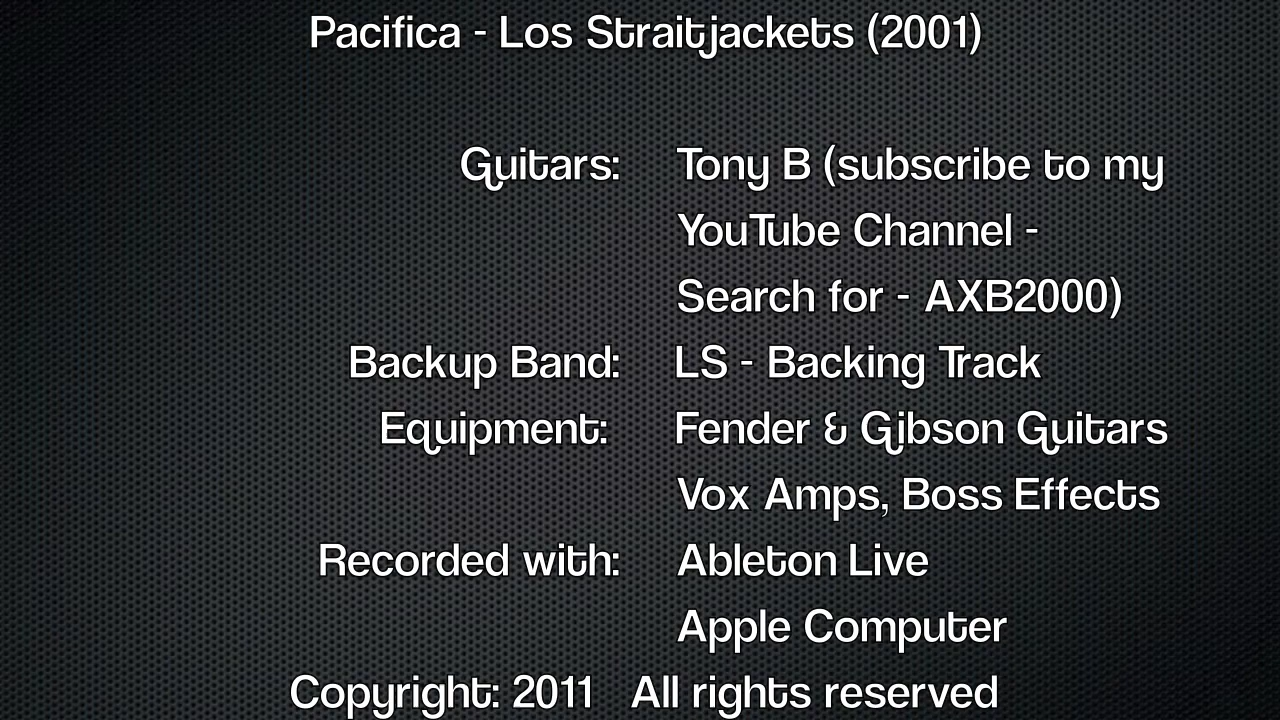 Pacifica - Los Straitjackets (2001)
Guitars: Tony B (subscribe to my
YouTube Channel -
Search for - AXB2000)
Backup Band: LS - Backing Track
Equipment: Fender & Gibson Guitars
Vox Amps, Boss Effects
Recorded with: Ableton Live
Apple Computer
Copyright: 2011 All rights reserved